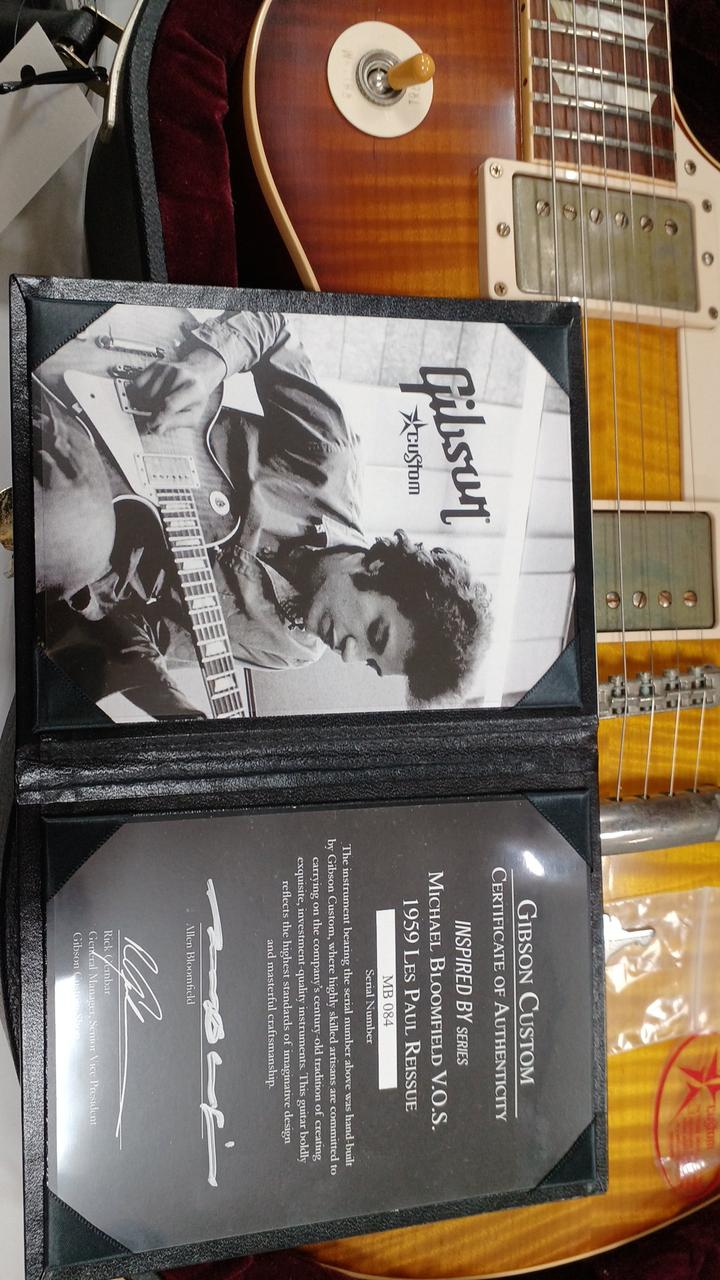 Gibson
Custom
GIBSON CUSTOM
CERTIFICATE OF AUTHENTICITY
INSPIRED BY SERIES
MICHAEL BLOOMFIELD V.O.S.
1959 LES PAUL REISSUE
MB 084
Serial Number
The instrument bearing the serial number above was hand-built
by Gibson Custom, where highly skilled artisans are committed to
carrying on the company's century-old tradition of creating
exquisite, investment-quality instruments. This guitar boldly
reflects the highest standards of imaginative design
and masterful craftsmanship.
Allen Bloomfield
Rick Gembar
General Manager, Senior Vice President
Gibson